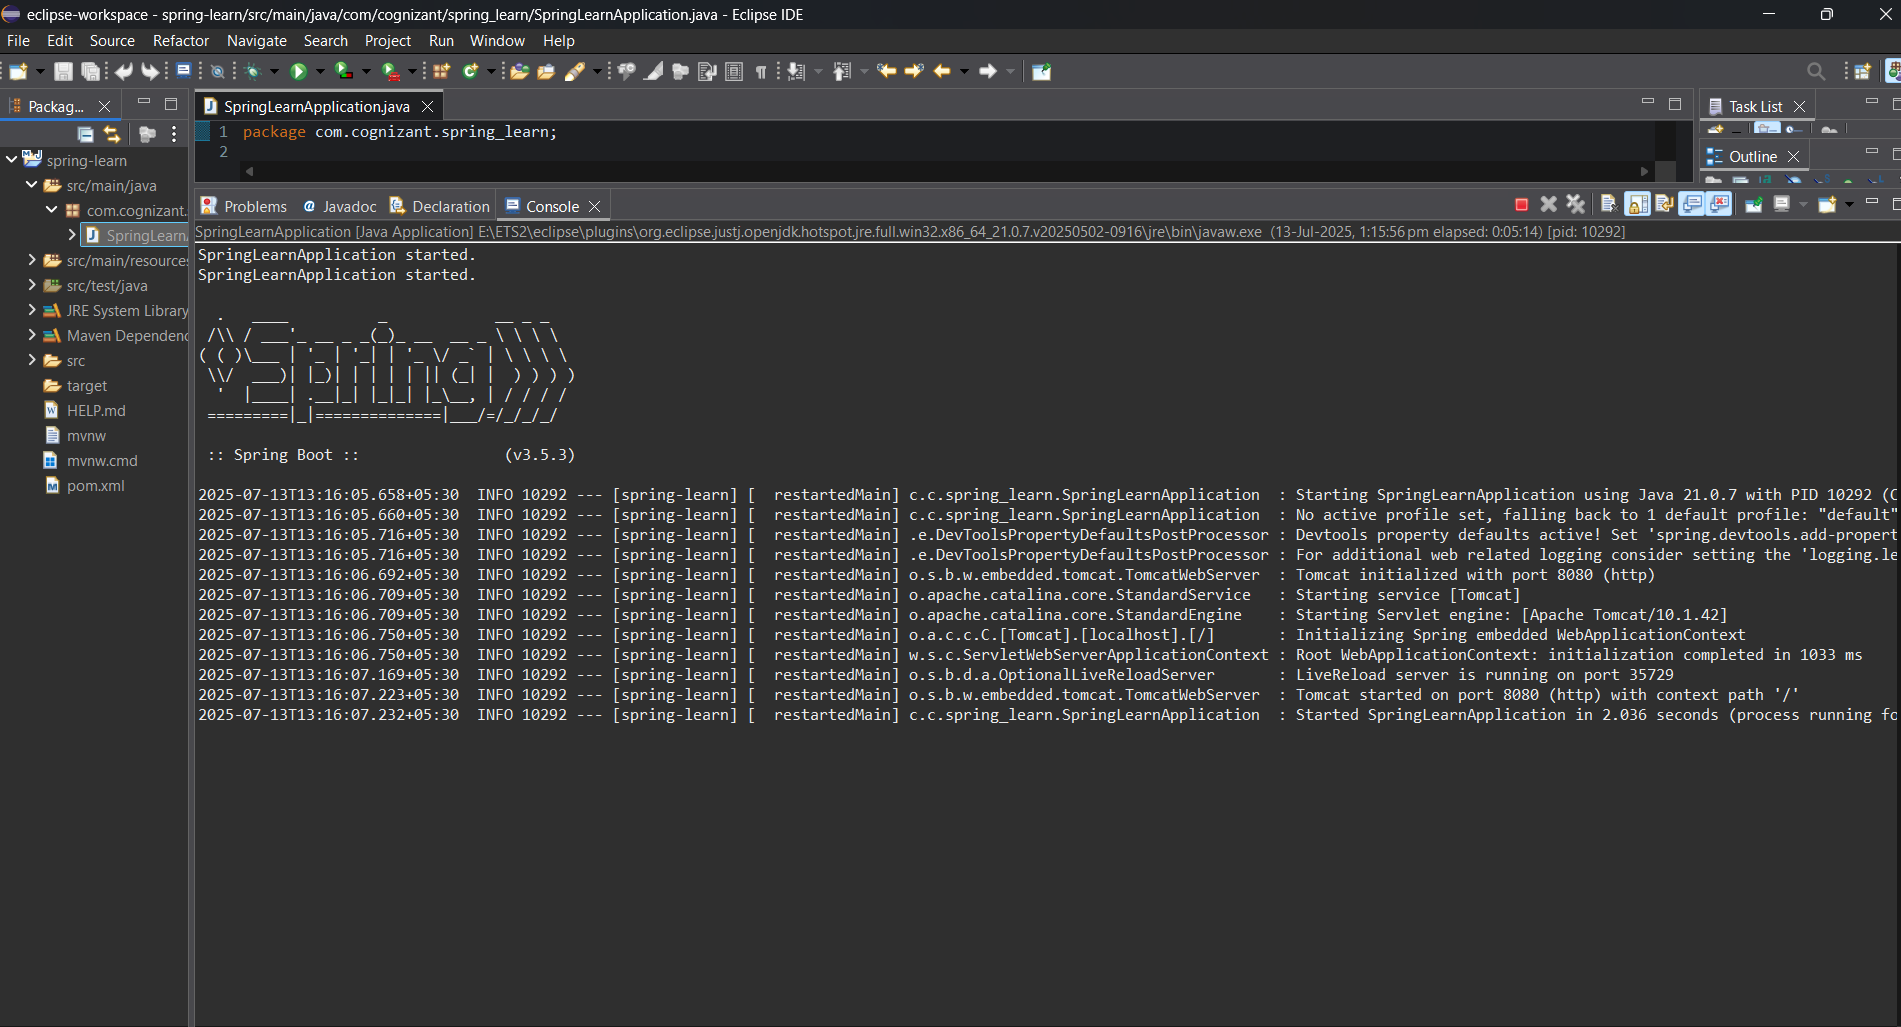 eclipse-workspace - spring-learn/src/main/java/com/cognizant/spring_learn/SpringLearnApplication.java - Eclipse IDE
File Edit Source Refactor Navigate Search Project Run Window Help
Packag...
spring-learn
src/main/java
com.cognizant.
SpringLearn
src/main/resource
src/test/java
JRE System Library
Maven Dependenc
src
target
HELP.md
mvnw
mvnw.cmd
pom.xml
SpringLearnApplication.java
1 package com.cognizant.spring_learn;
2
Task List
Outline
Problems Javadoc Declaration Console
SpringLearnApplication [Java Application] E:\ETS2\eclipse\plugins\org.eclipse.justj.openjdk.hotspot.jre.full.win32.x86_64_21.0.7.v20250502-0916\jre\bin\javaw.exe (13-Jul-2025, 1:15:56 pm elapsed: 0:05:14) [pid: 10292]
SpringLearnApplication started.
SpringLearnApplication started.
Spring
:: Spring Boot :: (v3.5.3)
2025-07-13T13:16:05.658+05:30 INFO 10292 --- [spring-learn] [ restartedMain] c.c.spring_learn.SpringLearnApplication : Starting SpringLearnApplication using Java 21.0.7 with PID 10292 (C
2025-07-13T13:16:05.660+05:30 INFO 10292 --- [spring-learn] [ restartedMain] c.c.spring_learn.SpringLearnApplication : No active profile set, falling back to 1 default profile: "default"
2025-07-13T13:16:05.716+05:30 INFO 10292 --- [spring-learn] [ restartedMain] .e.DevToolsPropertyDefaultsPostProcessor : Devtools property defaults active! Set 'spring.devtools.add-propert
2025-07-13T13:16:05.716+05:30 INFO 10292 --- [spring-learn] [ restartedMain] .e.DevToolsPropertyDefaultsPostProcessor : For additional web related logging consider setting the 'logging.le
2025-07-13T13:16:06.692+05:30 INFO 10292 --- [spring-learn] [ restartedMain] o.s.b.w.embedded.tomcat.TomcatWebServer : Tomcat initialized with port 8080 (http)
2025-07-13T13:16:06.709+05:30 INFO 10292 --- [spring-learn] [ restartedMain] o.apache.catalina.core.StandardService : Starting service [Tomcat]
2025-07-13T13:16:06.709+05:30 INFO 10292 --- [spring-learn] [ restartedMain] o.apache.catalina.core.StandardEngine : Starting Servlet engine: [Apache Tomcat/10.1.42]
2025-07-13T13:16:06.750+05:30 INFO 10292 --- [spring-learn] [ restartedMain] o.a.c.c.C.[Tomcat].[localhost].[/] : Initializing Spring embedded WebApplicationContext
2025-07-13T13:16:06.750+05:30 INFO 10292 --- [spring-learn] [ restartedMain] w.s.c.ServletWebServerApplicationContext : Root WebApplicationContext: initialization completed in 1033 ms
2025-07-13T13:16:07.169+05:30 INFO 10292 --- [spring-learn] [ restartedMain] o.s.b.d.a.OptionalLiveReloadServer : LiveReload server is running on port 35729
2025-07-13T13:16:07.223+05:30 INFO 10292 --- [spring-learn] [ restartedMain] o.s.b.w.embedded.tomcat.TomcatWebServer : Tomcat started on port 8080 (http) with context path '/'
2025-07-13T13:16:07.232+05:30 INFO 10292 --- [spring-learn] [ restartedMain] c.c.spring_learn.SpringLearnApplication : Started SpringLearnApplication in 2.036 seconds (process running fo